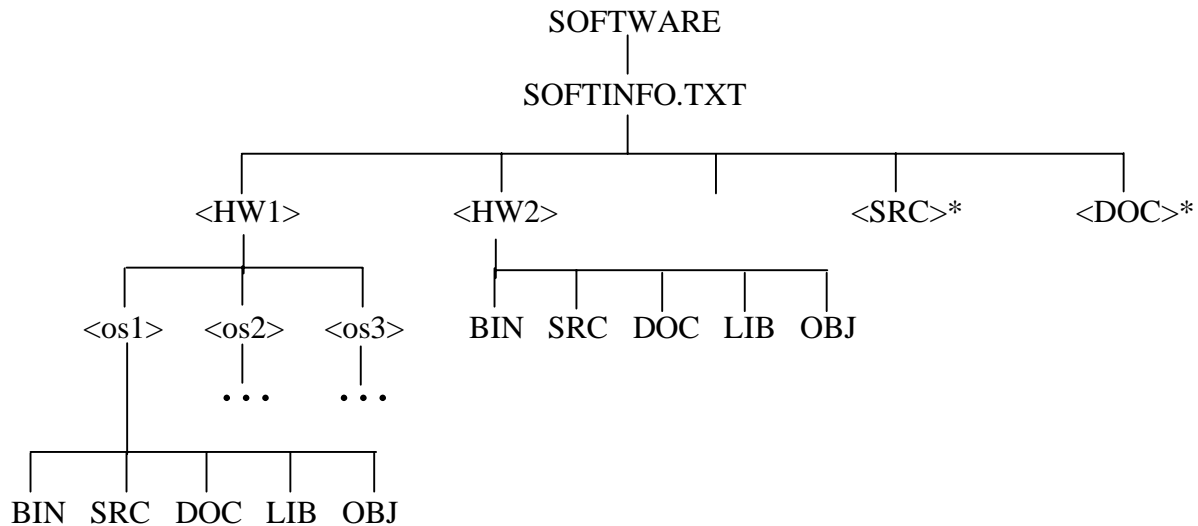 SOFTWARE
SOFTINFO.TXT
<HW1> <HW2> <SRC>* <DOC>*
<os1> <os2> <os3> BIN SRC DOC LIB OBJ
... ...
BIN SRC DOC LIB OBJ